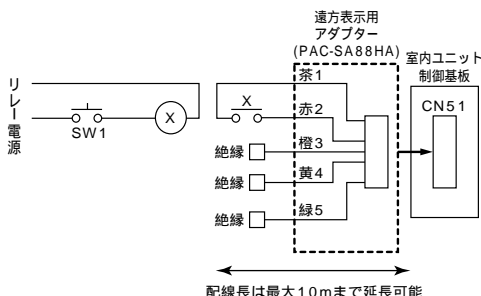 遠方表示用
アダプター
(PAC-SA88HA)
室内ユニット
制御基板
リレー電源
SW1
X
X
茶1
赤2
橙3
黄4
緑5
絶縁
絶縁
絶縁
CN51
配線長は最大10mまで延長可能